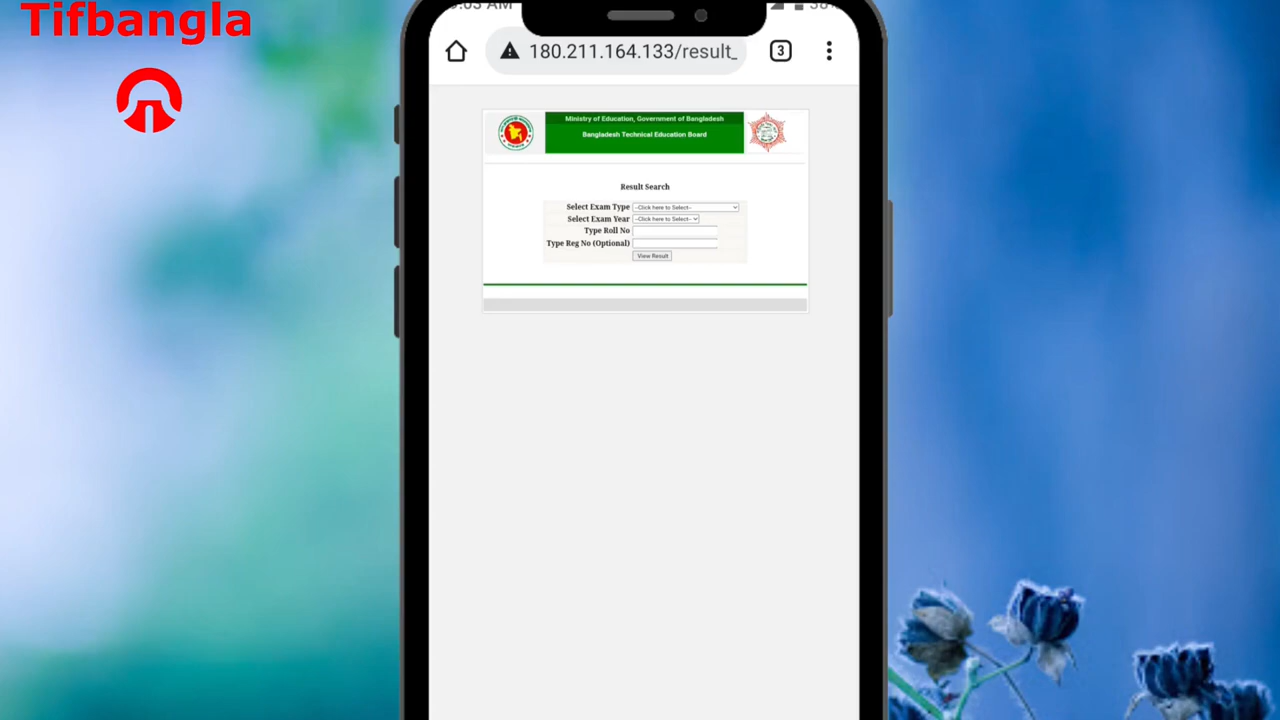 Tifbangla
180.211.164.133/result_
3
Ministry of Education, Government of Bangladesh
Bangladesh Technical Education Board
Result Search
Select Exam Type --Click here to Select--
Select Exam Year --Click here to Select--
Type Roll No
Type Reg No (Optional)
View Result